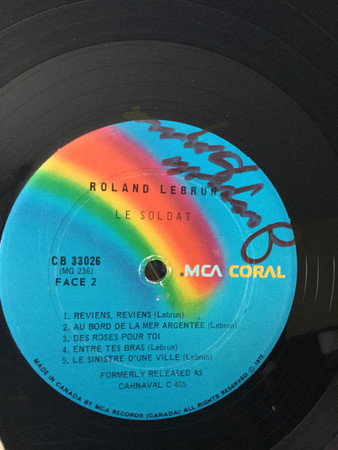 ROLAND LEBRUN
LE SOLDAT
CB 33026
(MG 236)
FACE 2
MCA CORAL
1. REVIENS, REVIENS (Lebrun)
2. AU BORD DE LA MER ARGENTEE (Lebrun)
3. DES ROSES POUR TOI
4. ENTRE TES BRAS (Lebrun)
5. LE SINISTRE D'UNE VILLE (Lebrun)
FORMERLY RELEASED AS
CARNAVAL C 405
MADE IN CANADA BY MCA RECORDS (CANADA) ALL RIGHTS RESERVED